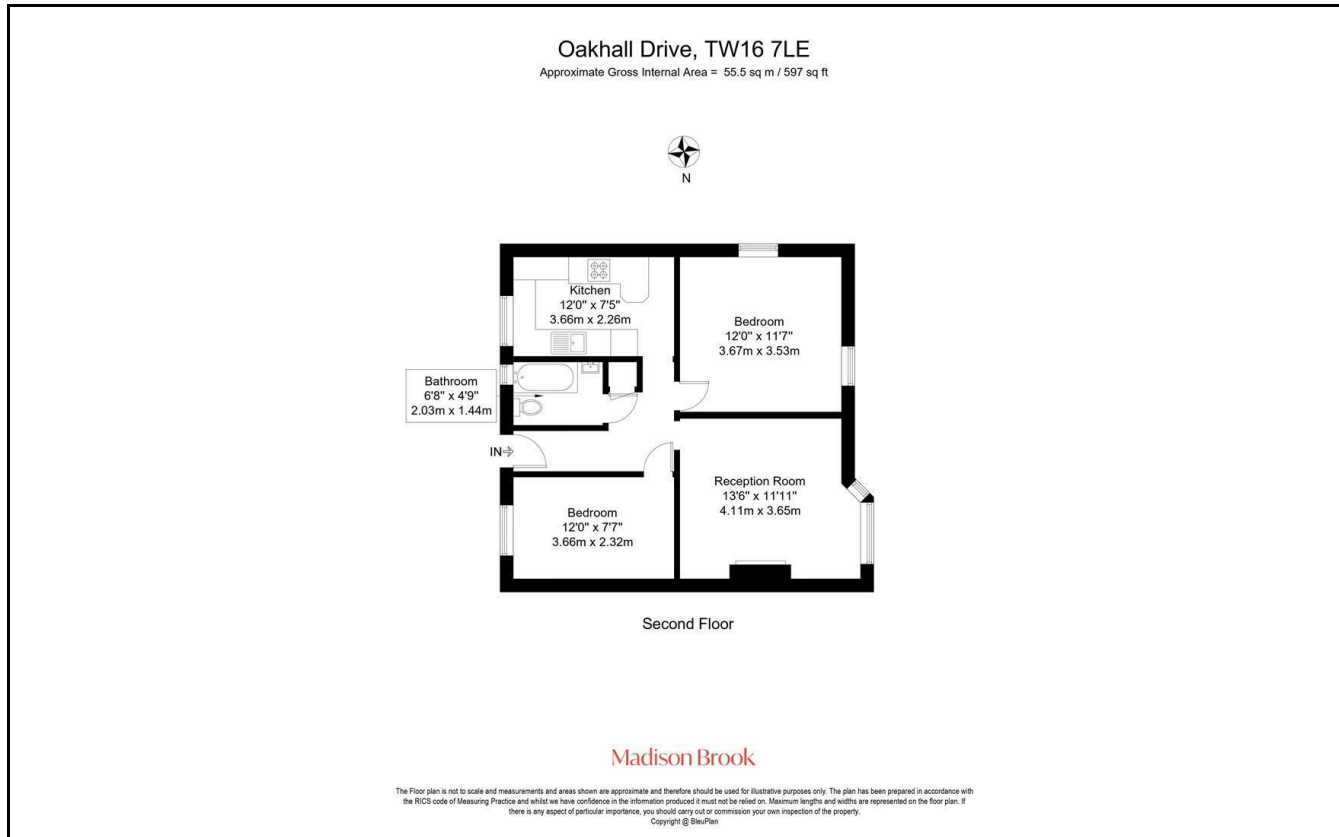 Oakhall Drive, TW16 7LE
Approximate Gross Internal Area = 55.5 sq m / 597 sq ft
N
Kitchen
12'0" x 7'5"
3.66m x 2.26m
Bedroom
12'0" x 11'7"
3.67m x 3.53m
Bathroom
6'8" x 4'9"
2.03m x 1.44m
IN
Reception Room
13'6" x 11'11"
4.11m x 3.65m
Bedroom
12'0" x 7'7"
3.66m x 2.32m
Second Floor
Madison Brook
The Floor plan is not to scale and measurements and areas shown are approximate and therefore should be used for illustrative purposes only. The plan has been prepared in accordance with
the RICS code of Measuring Practice and whilst we have confidence in the information produced it must not be relied on. Maximum lengths and widths are represented on the floor plan. If
there is any aspect of particular importance, you should carry out or commission your own inspection of the property.
Copyright @ BleuPlan